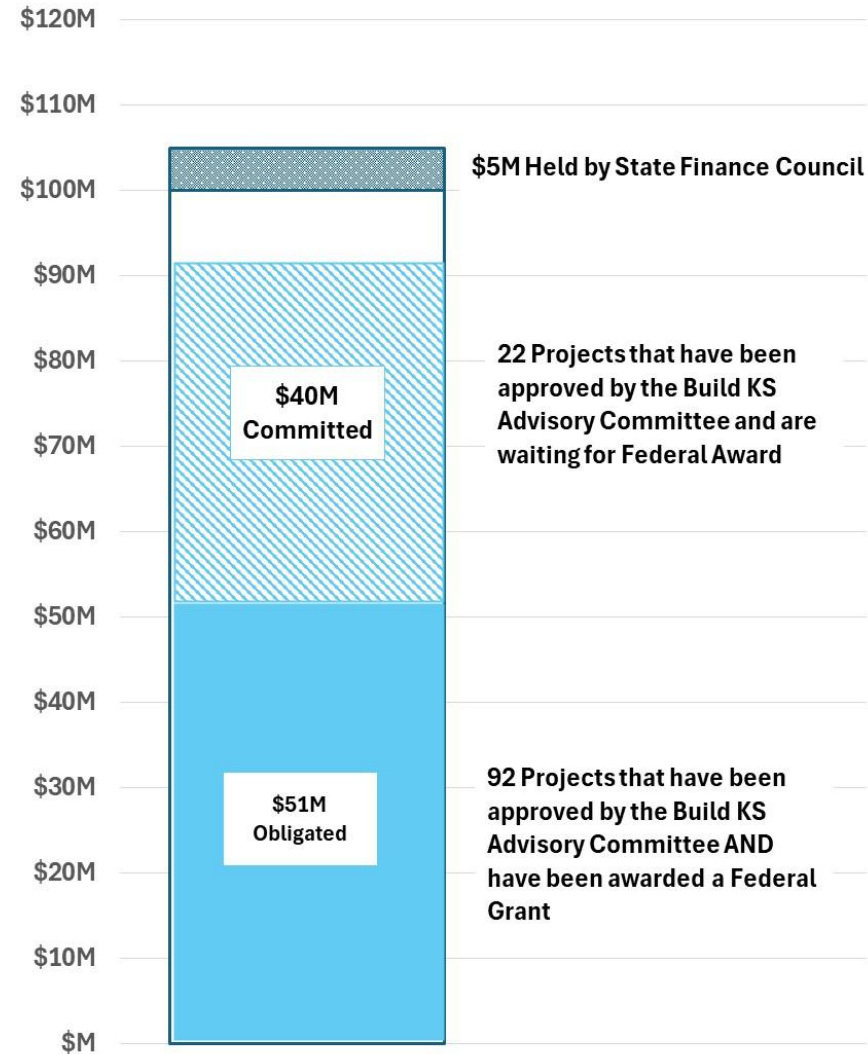 $120M
$110M
$5M Held by State Finance Council
$100M
$90M
22 Projects that have been
$80M
approved by the Build KS
$40M
Advisory Committee and are
Committed
$70M
waiting for Federal Award
$60M
$50M
$40M
92 Projects that have been
$30M
approved by the Build KS
$51M
Advisory Committee AND
Obligated
$20M
have been awarded a Federal
Grant
$10M
$M